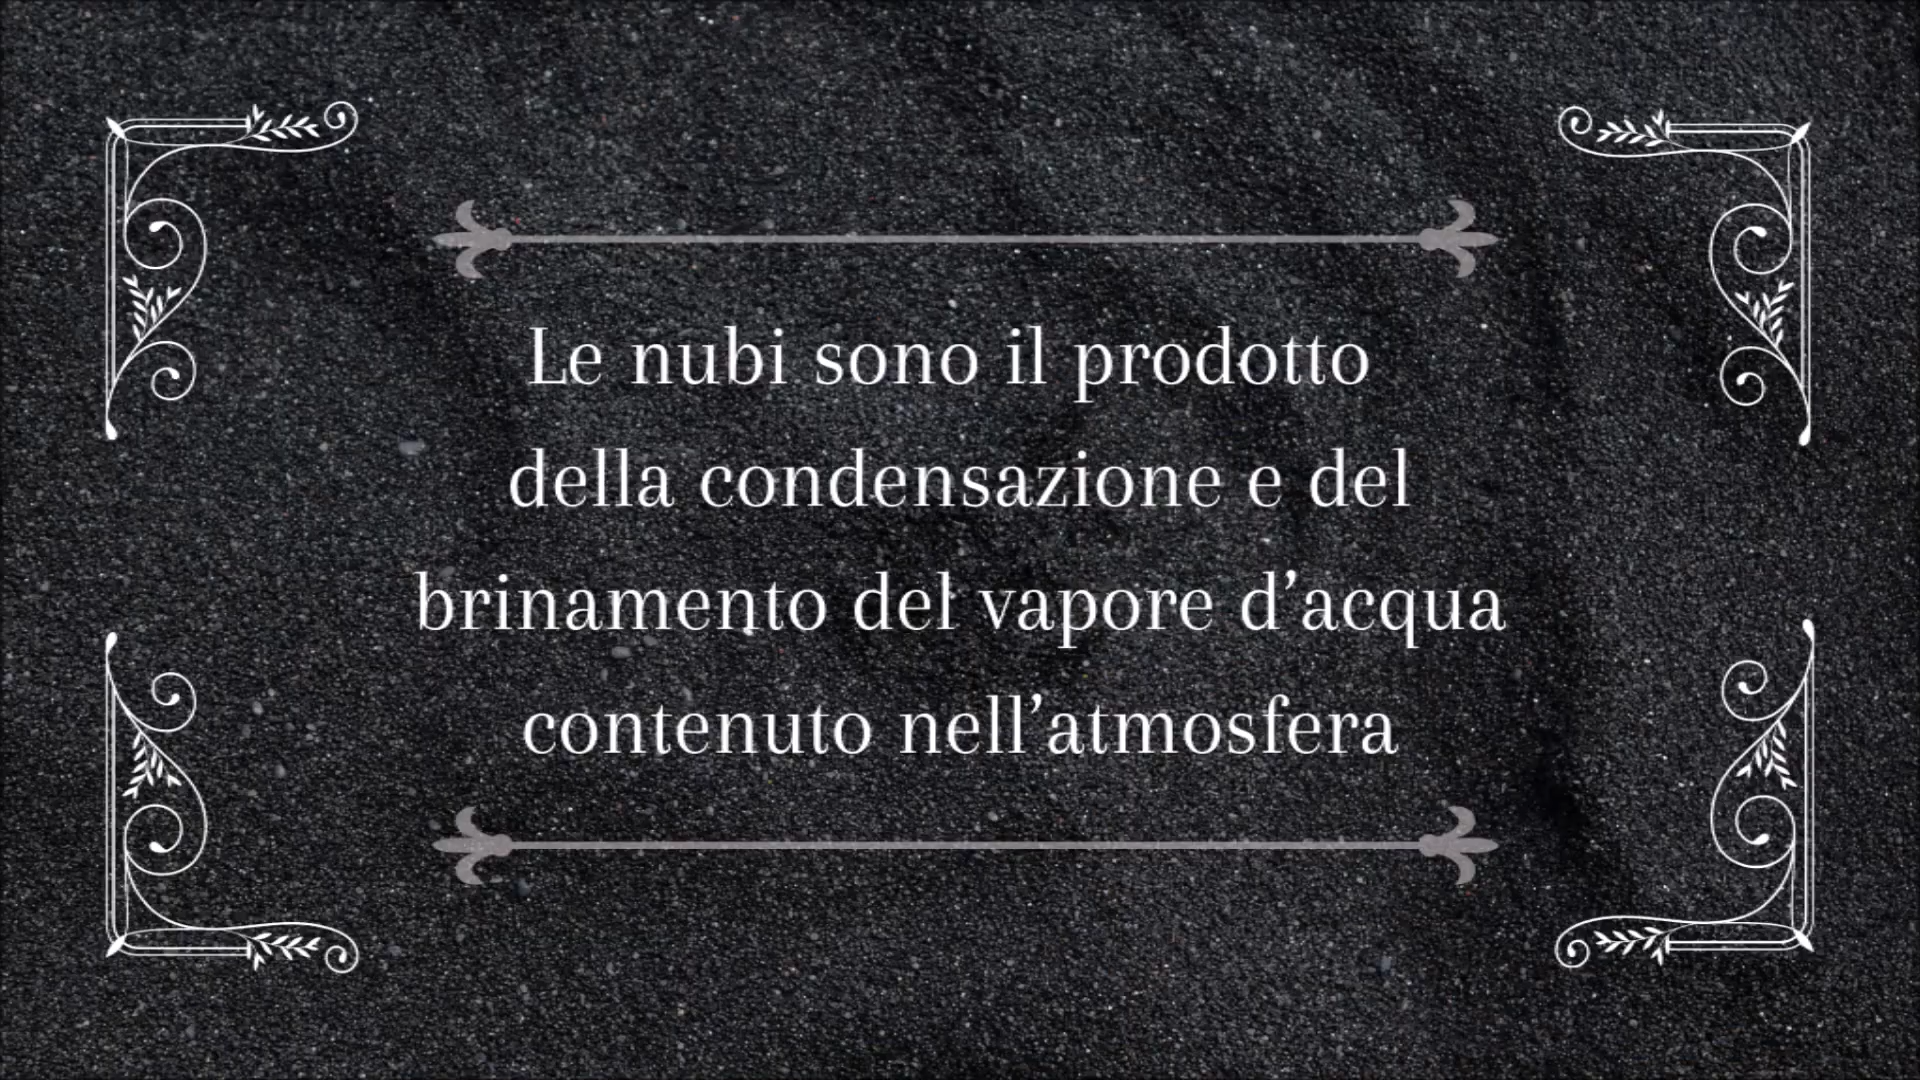 Le nubi sono il prodotto
della condensazione e del
brinamento del vapore d’acqua
contenuto nell’atmosfera